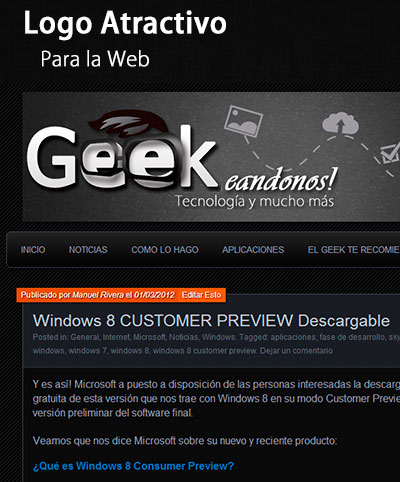 Logo Atractivo
Para la Web
Geek
eandonos!
Tecnología y mucho más
INICIO NOTICIAS COMO LO HAGO APLICACIONES EL GEEK TE RECOMIE
Publicado por Manuel Rivera el 01/03/2012 Editar Esto
Windows 8 CUSTOMER PREVIEW Descargable
Posted in: General, Internet, Microsoft, Noticias, Windows. Tagged: aplicaciones, fase de desarrollo, sky
windows, windows 7, windows 8, windows 8 customer preview. Dejar un comentario
Y es así! Microsoft a puesto a disposición de las personas interesadas la descarg
gratuita de esta versión que nos trae con Windows 8 en su modo Customer Previe
versión preliminar del software final.
Veamos que nos dice Microsoft sobre su nuevo y reciente producto:
¿Qué es Windows 8 Consumer Preview?